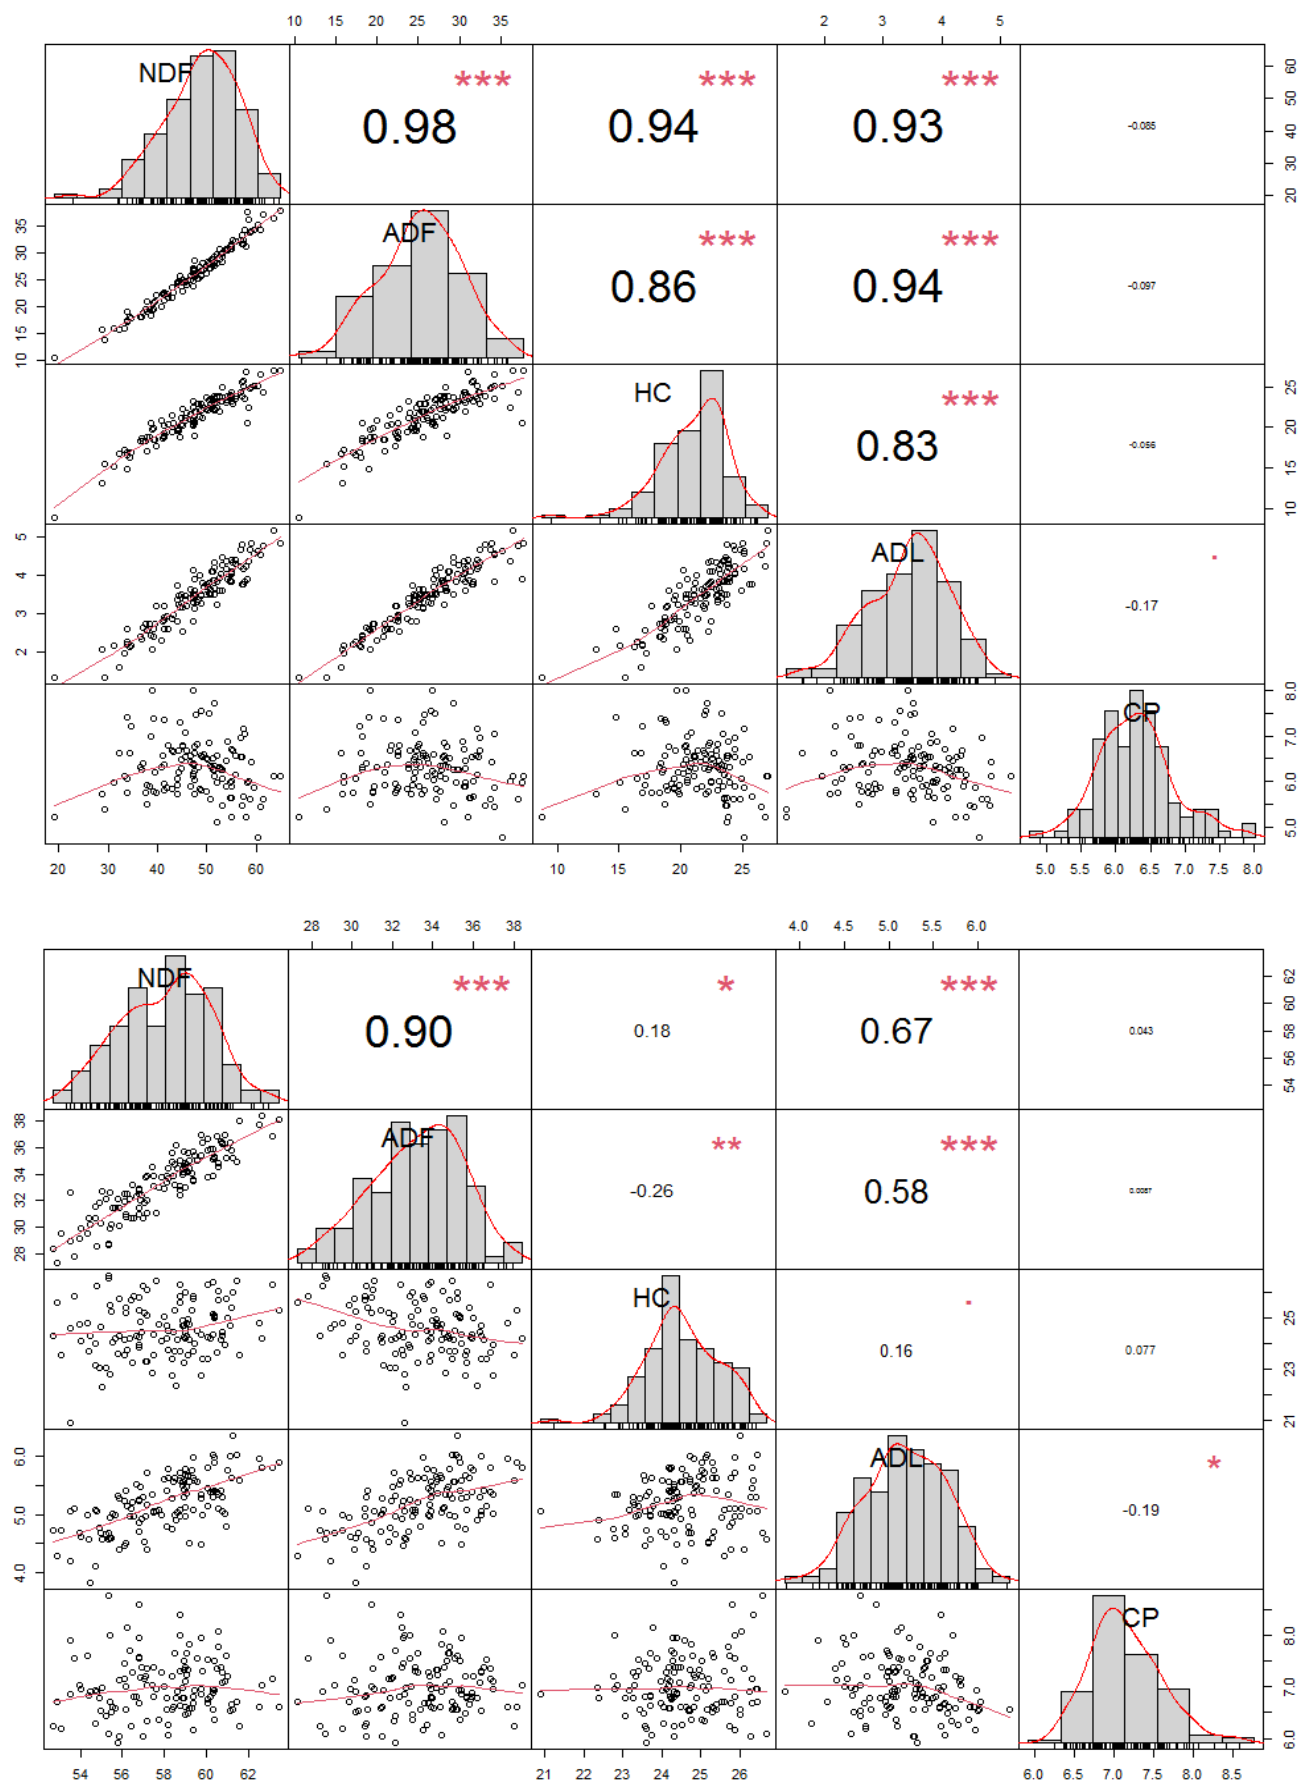 10 15 20 25 30 35 2 3 4 5
NDF *** 0.98 *** 0.94 *** 0.93 -0.085 20 30 40 50 60
10 15 20 25 30 35 ADF *** 0.86 *** 0.94 -0.097
HC *** 0.83 -0.056 10 15 20 25
2 3 4 5 ADL . -0.17
CP 5.0 6.0 7.0 8.0
20 30 40 50 60 10 15 20 25 5.0 5.5 6.0 6.5 7.0 7.5 8.0
28 30 32 34 36 38 4.0 4.5 5.0 5.5 6.0
NDF *** 0.90 * 0.18 *** 0.67 0.043 54 56 58 60 62
28 30 32 34 36 38 ADF ** -0.26 *** 0.58 0.0087
HC . 0.16 0.077 21 23 25
4.0 5.0 6.0 ADL * -0.19
CP 6.0 7.0 8.0
54 56 58 60 62 21 22 23 24 25 26 6.0 6.5 7.0 7.5 8.0 8.5